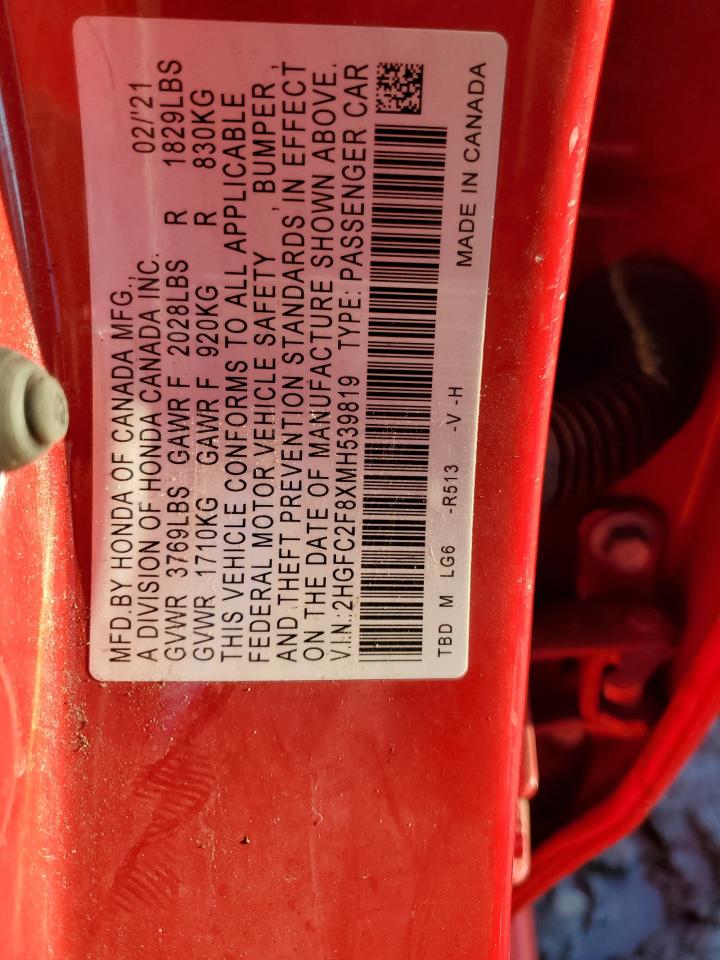 MFD.BY HONDA OF CANADA MFG.,
A DIVISION OF HONDA CANADA INC. 02/'21
GVWR 3769LBS GAWR F 2028LBS R 1829LBS
GVWR 1710KG GAWR F 920KG R 830KG
THIS VEHICLE CONFORMS TO ALL APPLICABLE
FEDERAL MOTOR VEHICLE SAFETY , BUMPER ,
AND THEFT PREVENTION STANDARDS IN EFFECT
ON THE DATE OF MANUFACTURE SHOWN ABOVE.
V.I.N.:2HGFC2F8XMH539819 TYPE: PASSENGER CAR
TBD M LG6 -R513 -V -H
MADE IN CANADA